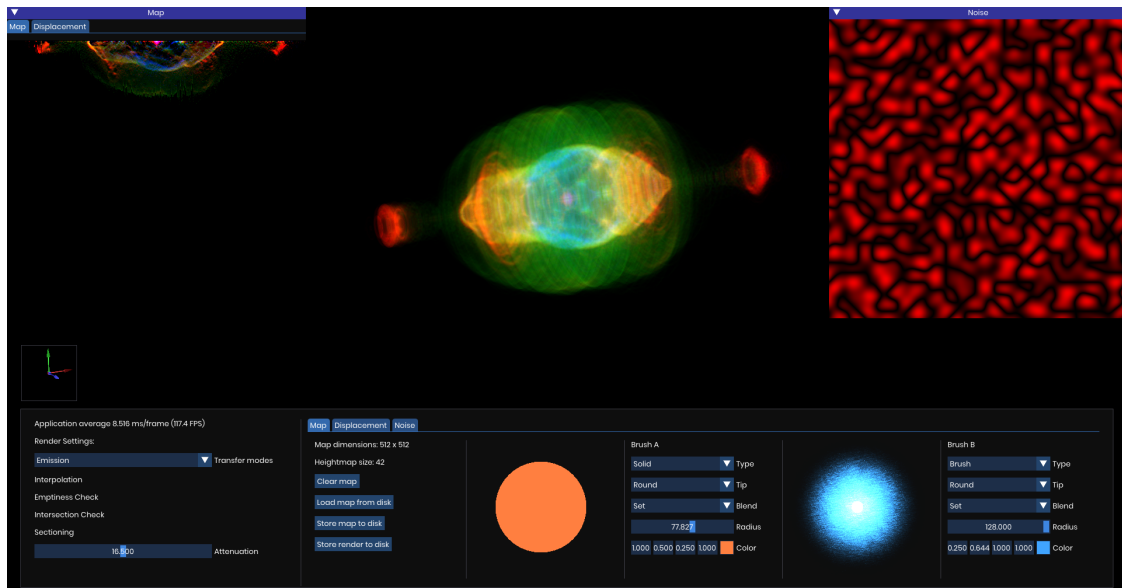 Map
Map Displacement
Noise
Application average 8.516 ms/frame (117.4 FPS)
Render Settings:
Emission Transfer modes
Interpolation
Emptiness Check
Intersection Check
Sectioning
16.500 Attenuation
Map Displacement Noise
Map dimensions: 512 x 512
Heightmap size: 42
Clear map
Load map from disk
Store map to disk
Store render to disk
Brush A
Solid Type
Round Tip
Set Blend
77.827 Radius
1.000 0.500 0.250 1.000 Color
Brush B
Brush Type
Round Tip
Set Blend
128.000 Radius
0.250 0.644 1.000 1.000 Color